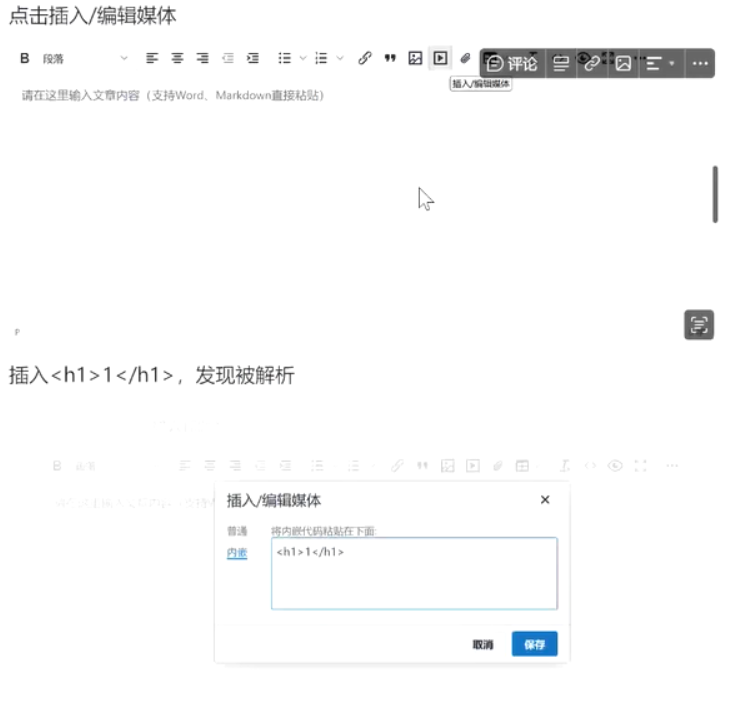 点击插入/编辑媒体
B 段落
评论
插入/编辑媒体
请在这里输入文章内容（支持Word、Markdown直接粘贴）
P
插入<h1>1</h1>，发现被解析
B 段落
插入/编辑媒体
普通 将内嵌代码粘贴在下面:
内嵌 <h1>1</h1>
取消 保存